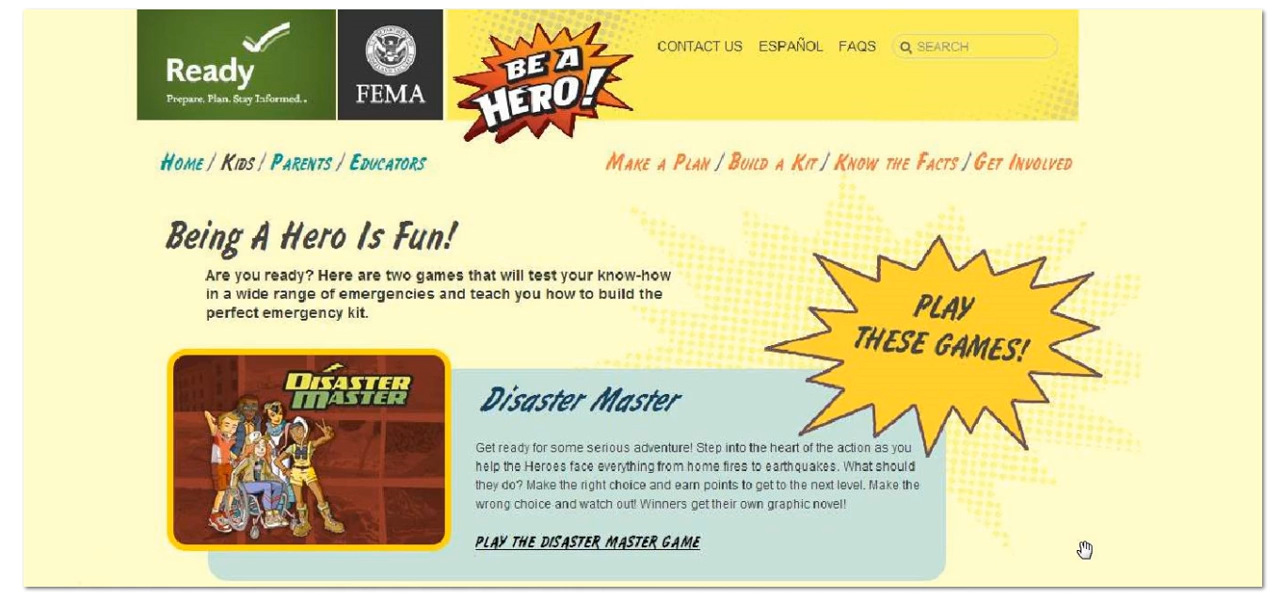 Ready
Prepare. Plan. Stay Informed..
FEMA
BE A
HERO!
CONTACT US ESPAÑOL FAQS SEARCH
HOME / KIDS / PARENTS / EDUCATORS
MAKE A PLAN / BUILD A KIT / KNOW THE FACTS / GET INVOLVED
Being A Hero Is Fun!
Are you ready? Here are two games that will test your know-how
in a wide range of emergencies and teach you how to build the
perfect emergency kit.
PLAY
THESE GAMES!
DISASTER
MASTER
Disaster Master
Get ready for some serious adventure! Step into the heart of the action as you
help the Heroes face everything from home fires to earthquakes. What should
they do? Make the right choice and earn points to get to the next level. Make the
wrong choice and watch out! Winners get their own graphic novel!
PLAY THE DISASTER MASTER GAME